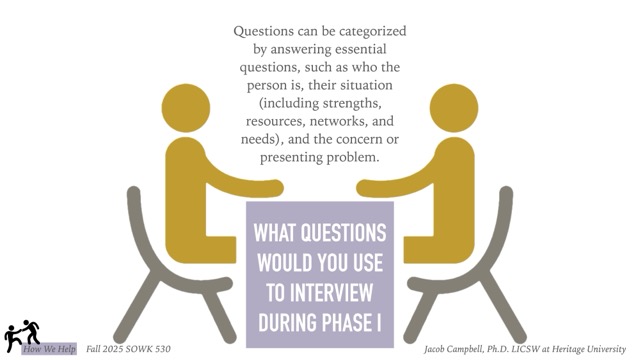 Questions can be categorized
by answering essential
questions, such as who the
person is, their situation
(including strengths,
resources, networks, and
needs), and the concern or
presenting problem.
WHAT QUESTIONS
WOULD YOU USE
TO INTERVIEW
DURING PHASE I
How We Help Fall 2025 SOWK 530 Jacob Campbell, Ph.D. LICSW at Heritage University